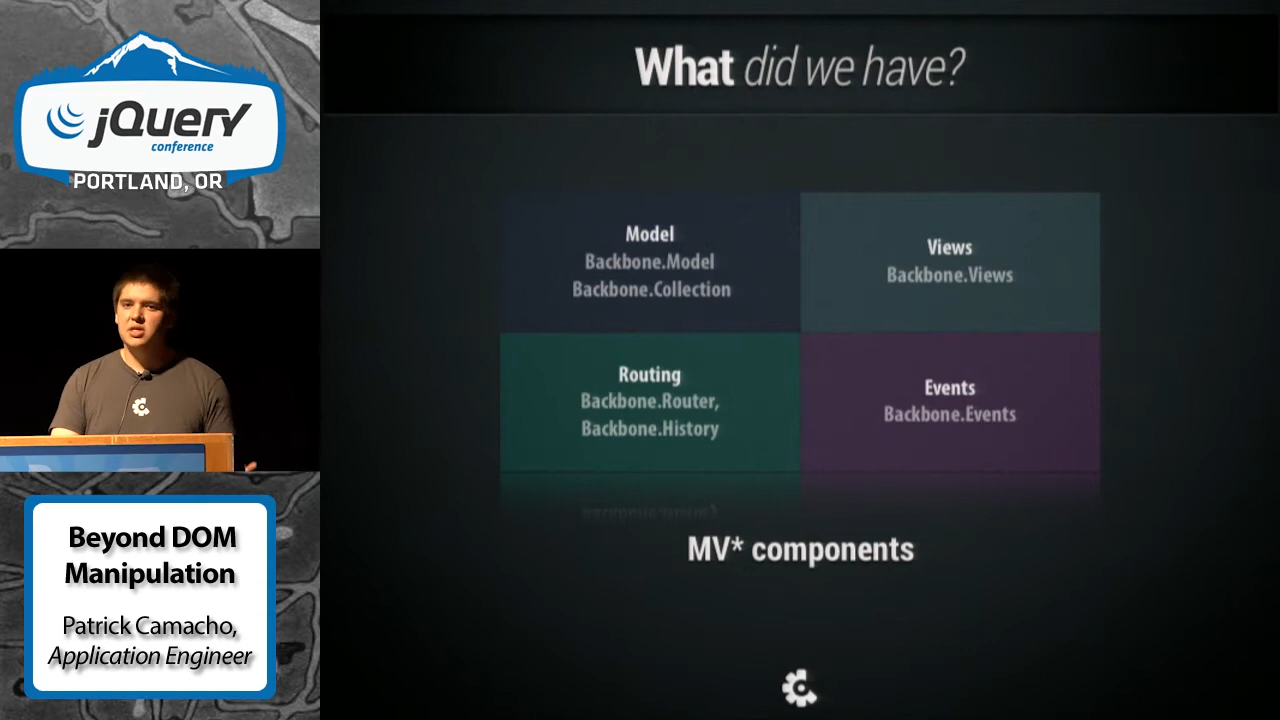 jQuery
conference
PORTLAND, OR
Beyond DOM
Manipulation
Patrick Camacho,
Application Engineer
What did we have?
Model
Backbone.Model
Backbone.Collection
Views
Backbone.Views
Routing
Backbone.Router,
Backbone.History
Events
Backbone.Events
MV* components